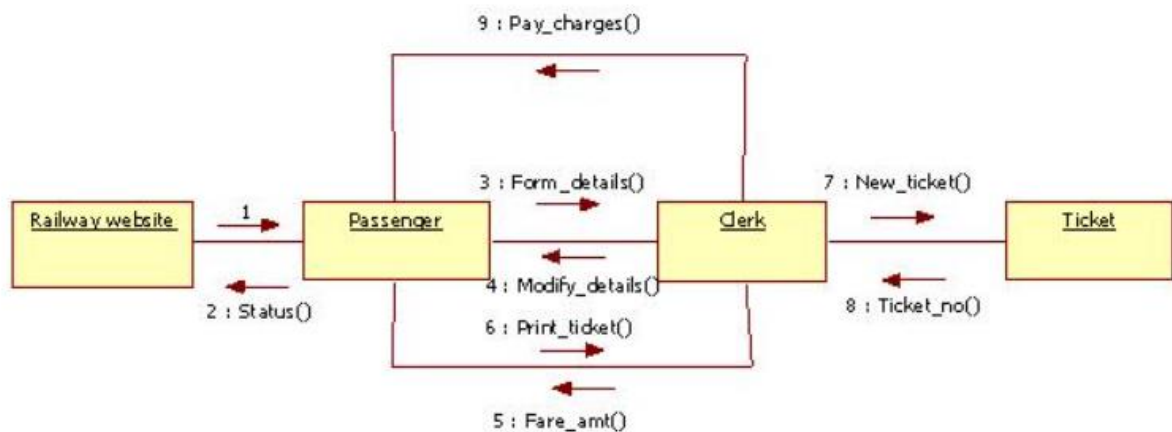 9 : Pay_charges()
3 : Form_details()
7 : New_ticket()
Railway website
1
Passenger
Clerk
Ticket
4 : Modify_details()
2 : Status()
8 : Ticket_no()
6 : Print_ticket()
5 : Fare_amt()